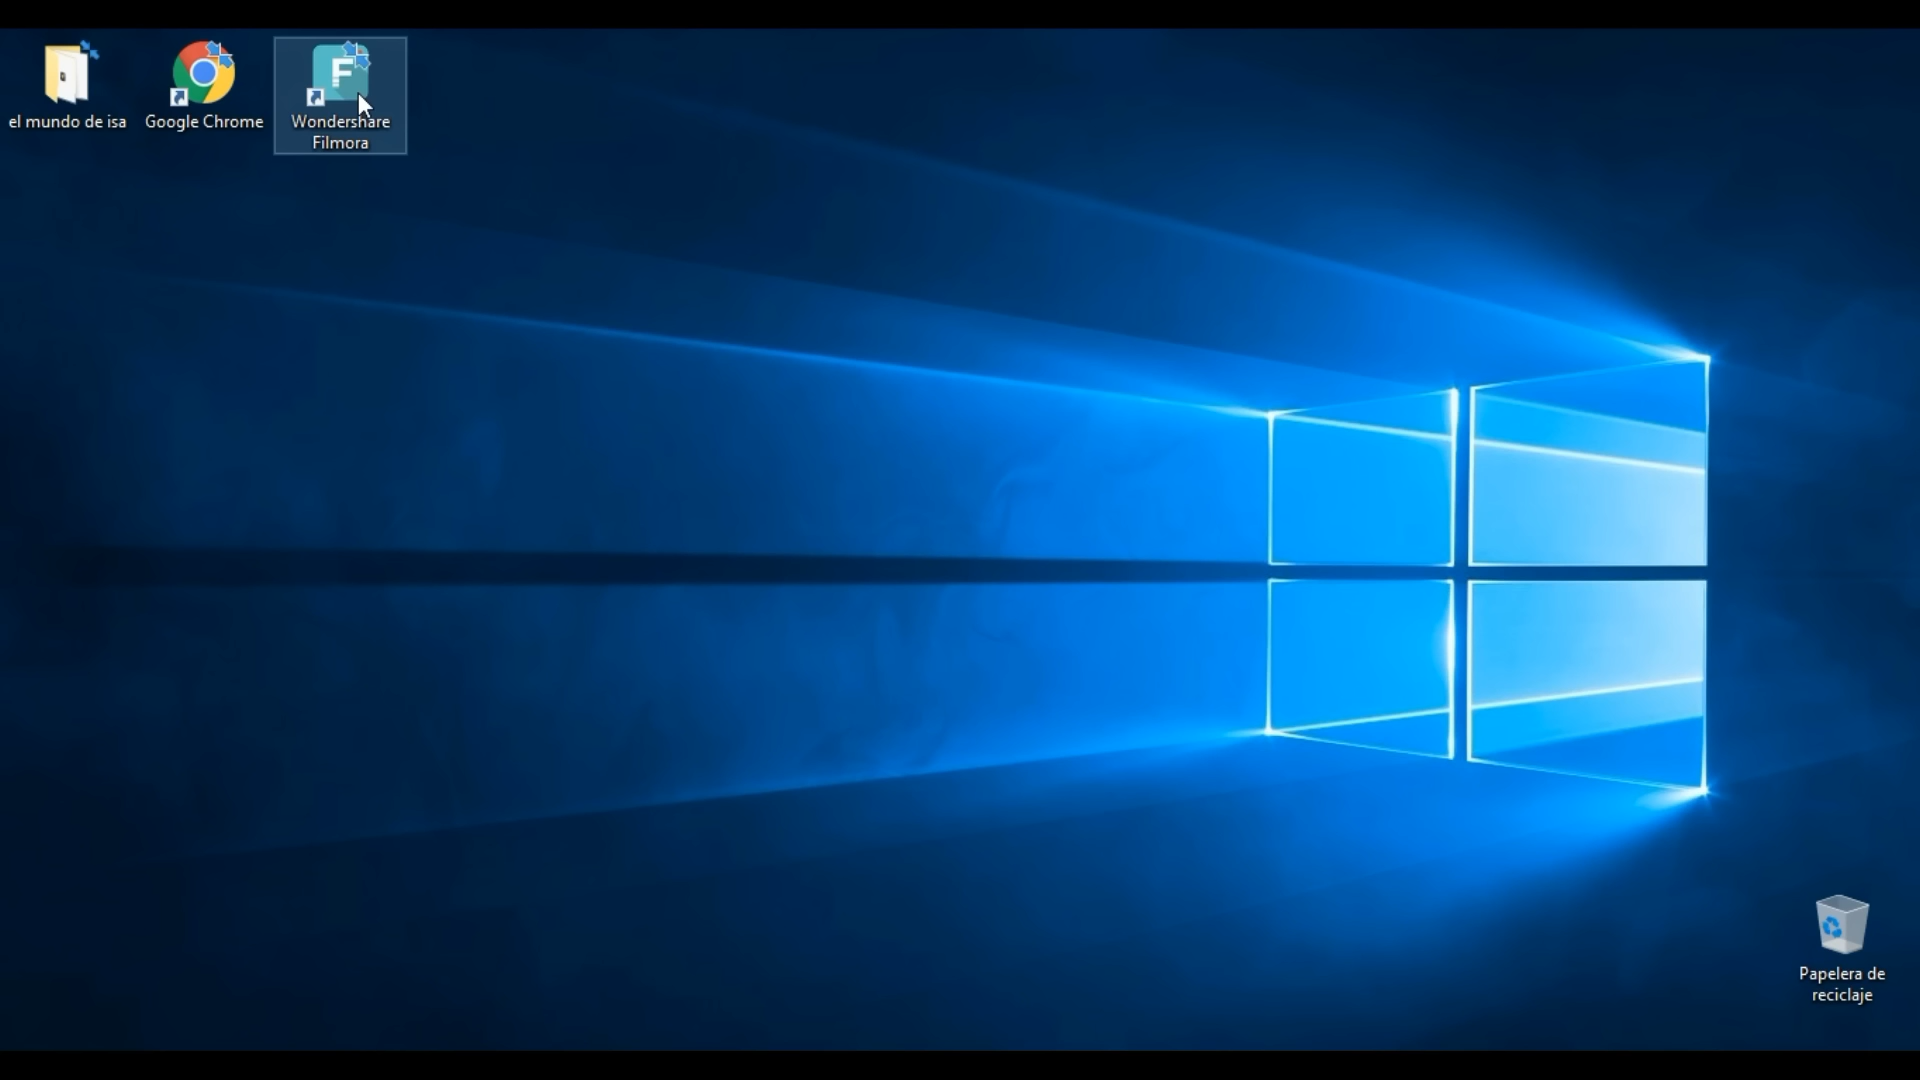 el mundo de isa
Google Chrome
Wondershare
Filmora
Papelera de
reciclaje